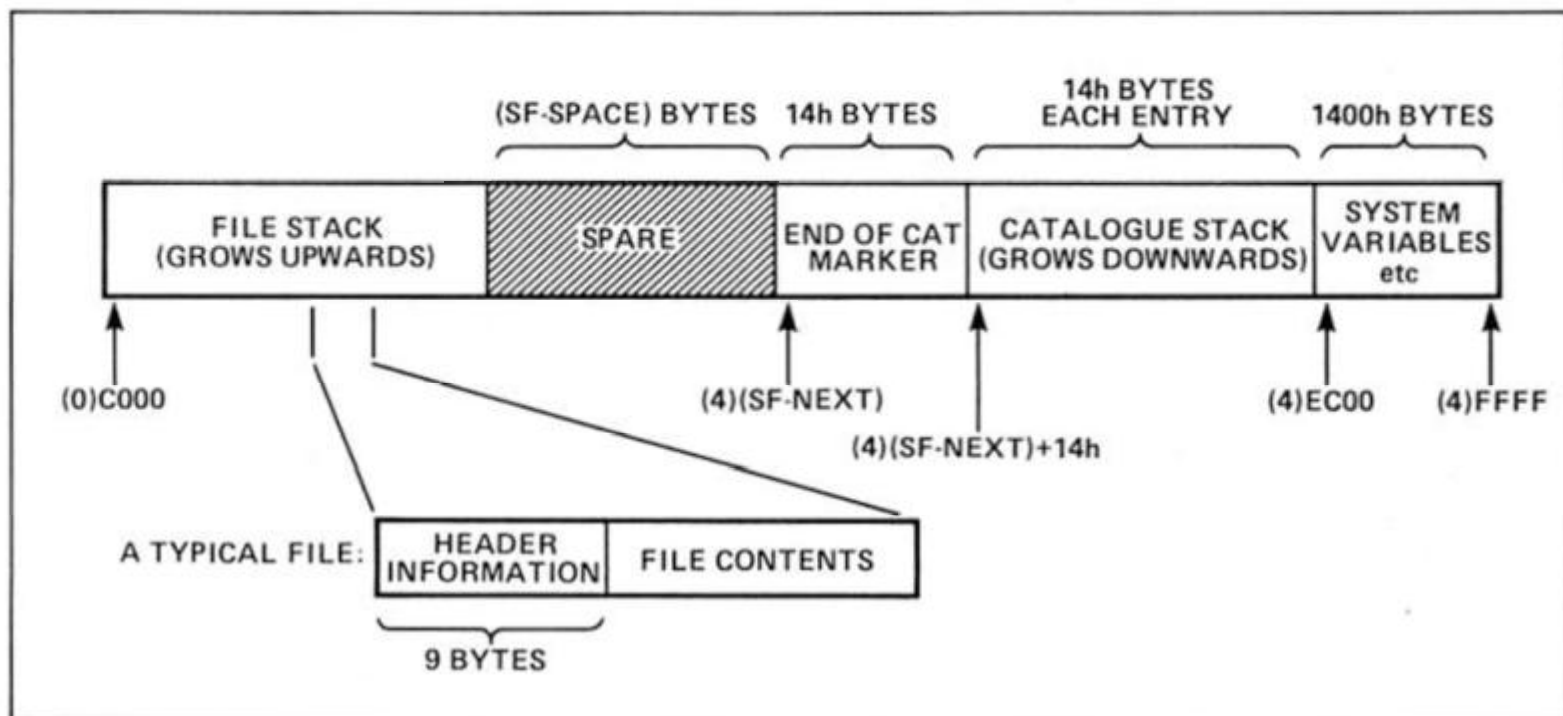 (SF-SPACE) BYTES
14h BYTES
14h BYTES
EACH ENTRY
1400h BYTES
FILE STACK
(GROWS UPWARDS)
SPARE
END OF CAT
MARKER
CATALOGUE STACK
(GROWS DOWNWARDS)
SYSTEM
VARIABLES
etc
(0)C000
(4)(SF-NEXT)
(4)(SF-NEXT)+14h
(4)EC00
(4)FFFF
A TYPICAL FILE:
HEADER
INFORMATION
FILE CONTENTS
9 BYTES